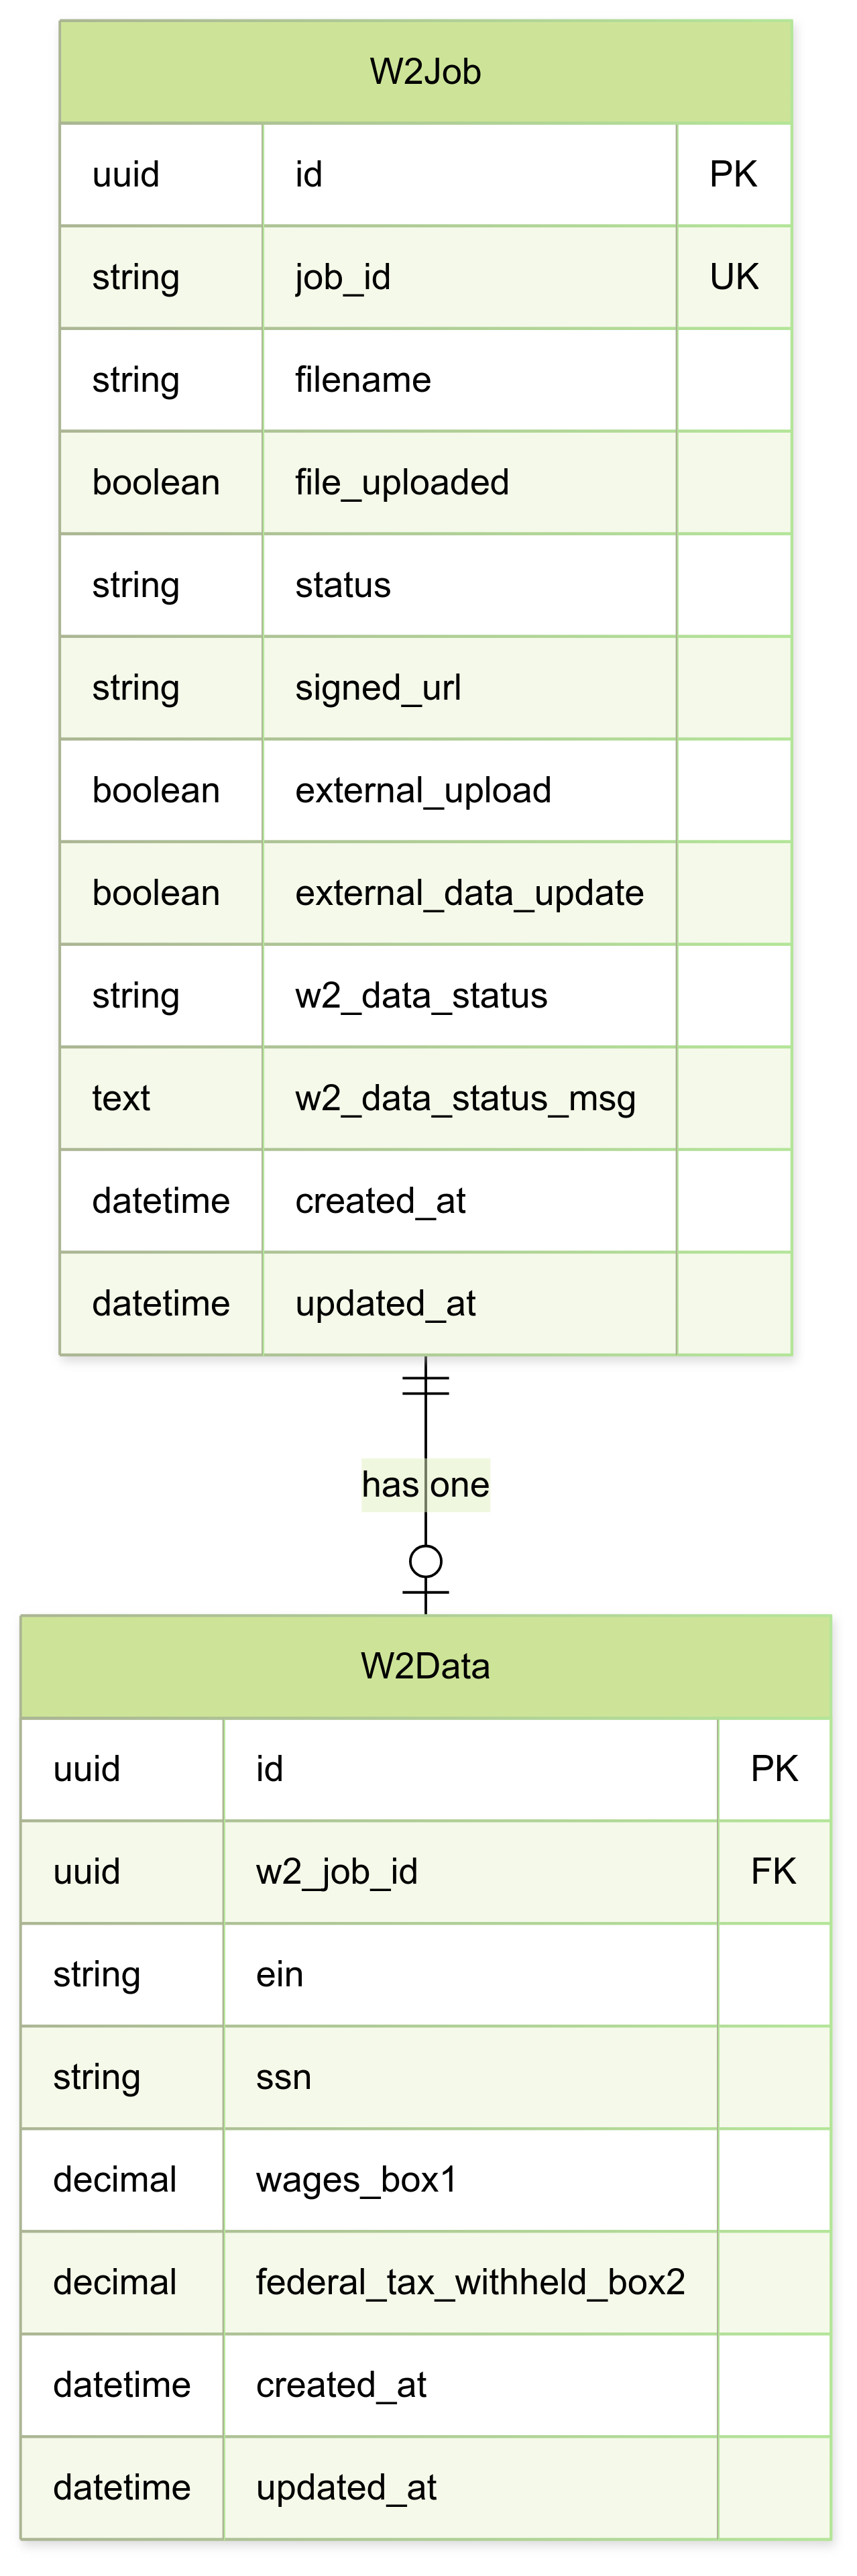 W2Job
uuid id PK
string job_id UK
string filename
boolean file_uploaded
string status
string signed_url
boolean external_upload
boolean external_data_update
string w2_data_status
text w2_data_status_msg
datetime created_at
datetime updated_at
has one
W2Data
uuid id PK
uuid w2_job_id FK
string ein
string ssn
decimal wages_box1
decimal federal_tax_withheld_box2
datetime created_at
datetime updated_at